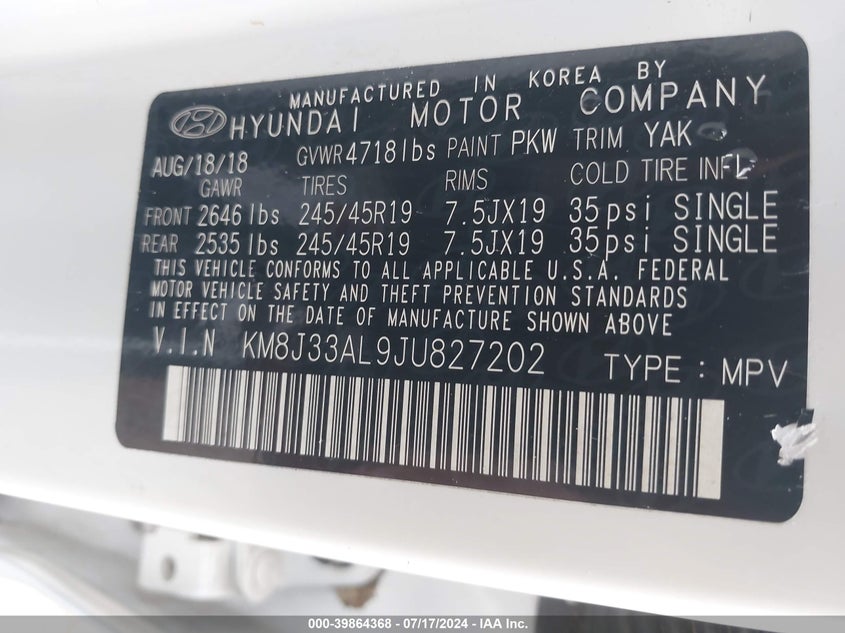 MANUFACTURED IN KOREA BY
HYUNDAI MOTOR COMPANY
AUG/18/18 GVWR 4718lbs PAINT PKW TRIM YAK
GAWR TIRES RIMS COLD TIRE INFL
FRONT 2646 lbs 245/45R19 7.5JX19 35psi SINGLE
REAR 2535 lbs 245/45R19 7.5JX19 35psi SINGLE
THIS VEHICLE CONFORMS TO ALL APPLICABLE U.S.A. FEDERAL
MOTOR VEHICLE SAFETY AND THEFT PREVENTION STANDARDS
IN EFFECT ON THE DATE OF MANUFACTURE SHOWN ABOVE.
V.I.N KM8J33AL9JU827202 TYPE : MPV
000-39864368 - 07/17/2024 - IAA Inc.